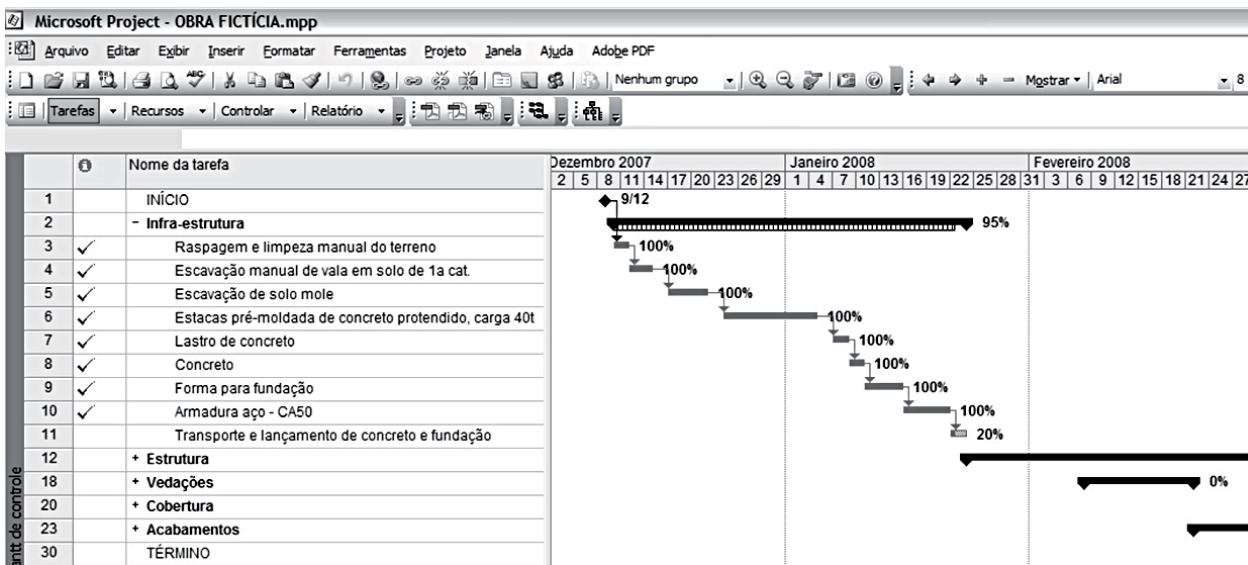 Microsoft Project - OBRA FICTÍCIA.mpp
Arquivo Editar Exibir Inserir Formatar Ferramentas Projeto Janela Ajuda Adobe PDF
Nenhum grupo Mostrar Arial 8
Tarefas Recursos Controlar Relatório
Nome da tarefa Dezembro 2007 Janeiro 2008 Fevereiro 2008
2 5 8 11 14 17 20 23 26 29 1 4 7 10 13 16 19 22 25 28 31 3 6 9 12 15 18 21 24 27
1 INÍCIO 9/12
2 - Infra-estrutura 95%
3 Raspagem e limpeza manual do terreno 100%
4 Escavação manual de vala em solo de 1a cat. 100%
5 Escavação de solo mole 100%
6 Estacas pré-moldada de concreto protendido, carga 40t 100%
7 Lastro de concreto 100%
8 Concreto 100%
9 Forma para fundação 100%
10 Armadura aço - CA50 100%
11 Transporte e lançamento de concreto e fundação 20%
12 + Estrutura
18 + Vedações 0%
20 + Cobertura
23 + Acabamentos
30 TÉRMINO
antt de controle